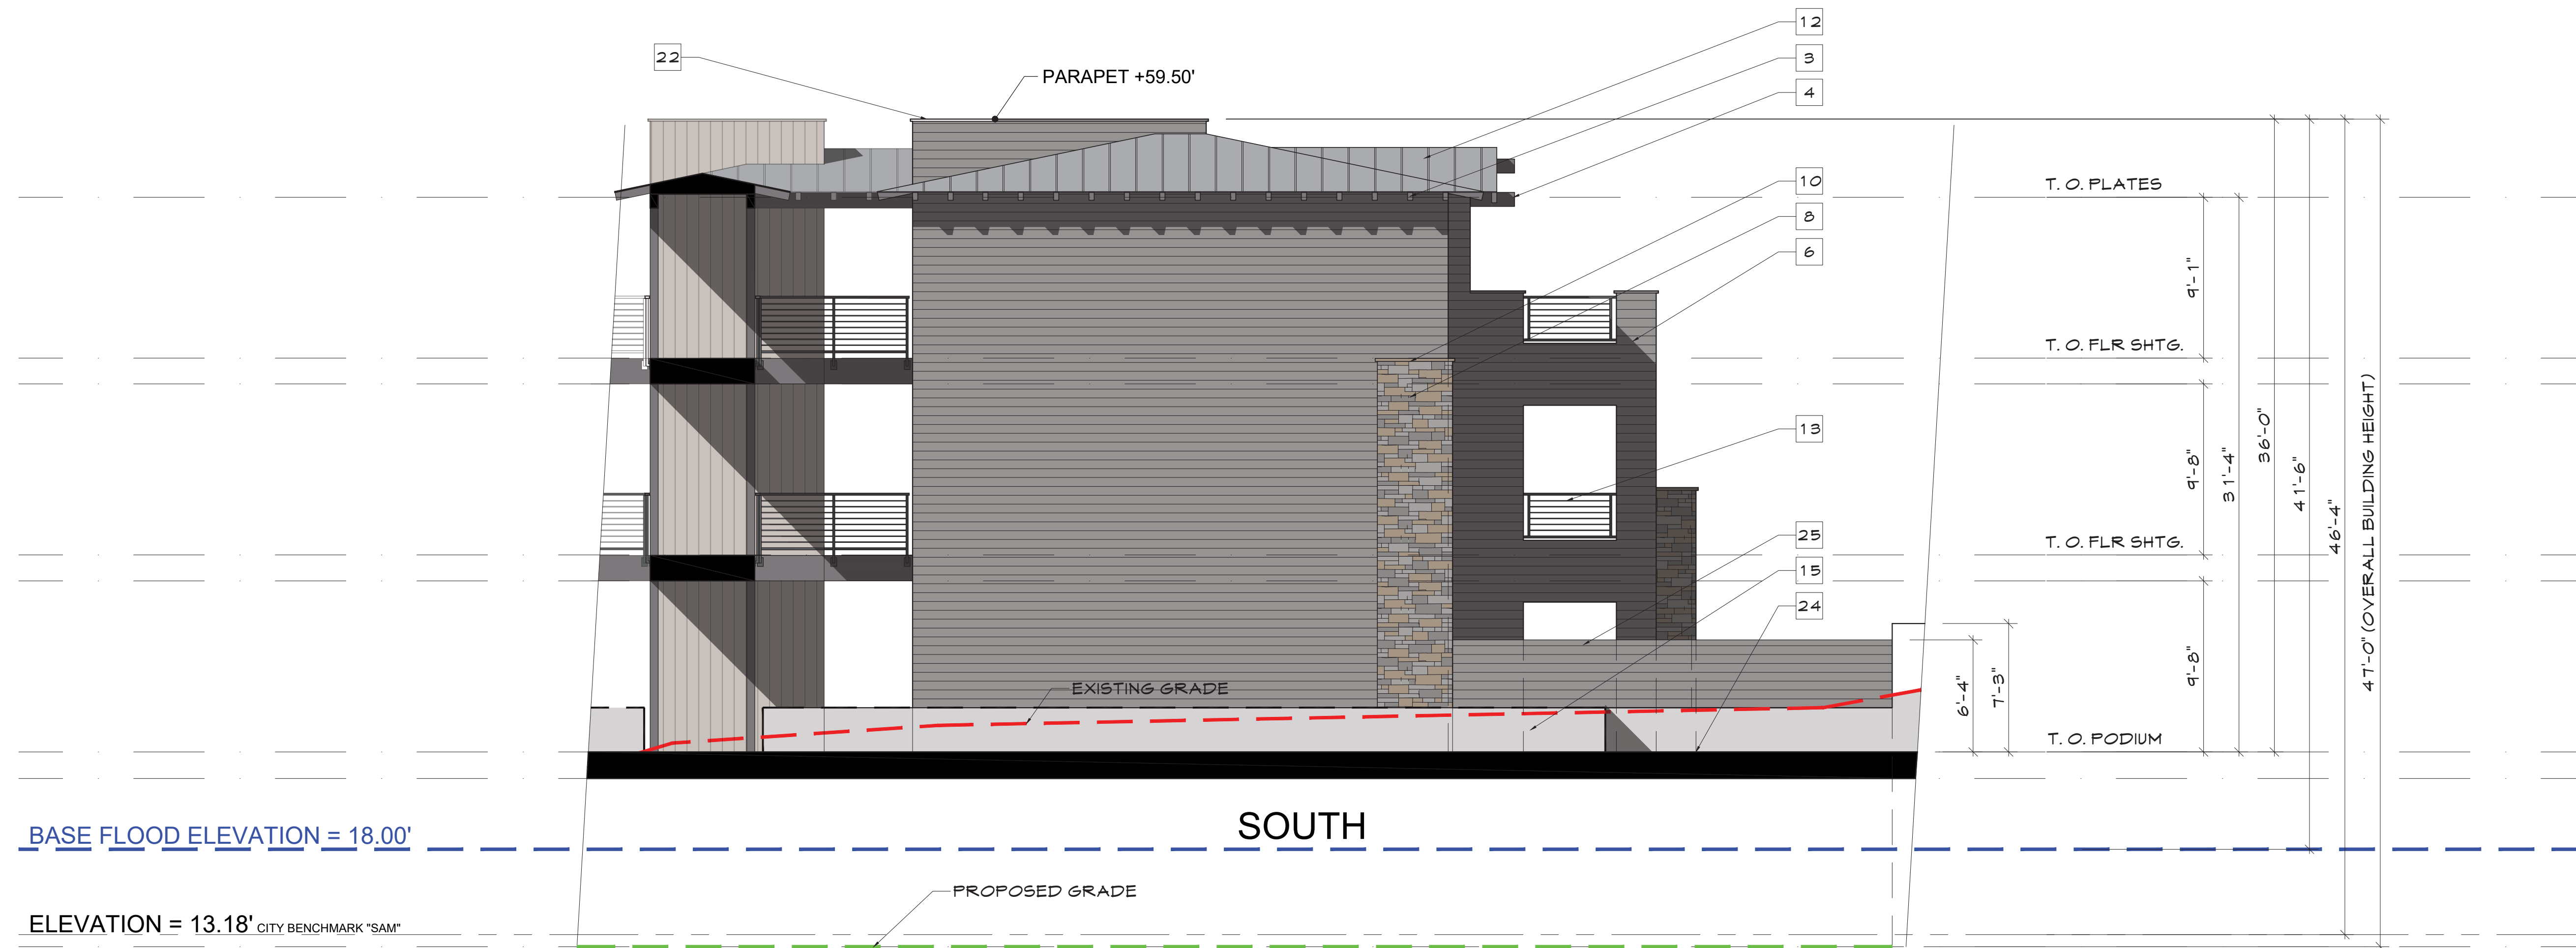 12
22
3
PARAPET +59.50'
4
10
T. O. PLATES
8
6
9'-1"
T. O. FLR SHTG.
36'-0"
47'-0" (OVERALL BUILDING HEIGHT)
13
9'-8"
31'-4"
41'-6"
46'-4"
25
T. O. FLR SHTG.
15
24
9'-8"
6'-4"
7'-3"
EXISTING GRADE
T. O. PODIUM
SOUTH
BASE FLOOD ELEVATION = 18.00'
PROPOSED GRADE
ELEVATION = 13.18' CITY BENCHMARK "SAM"